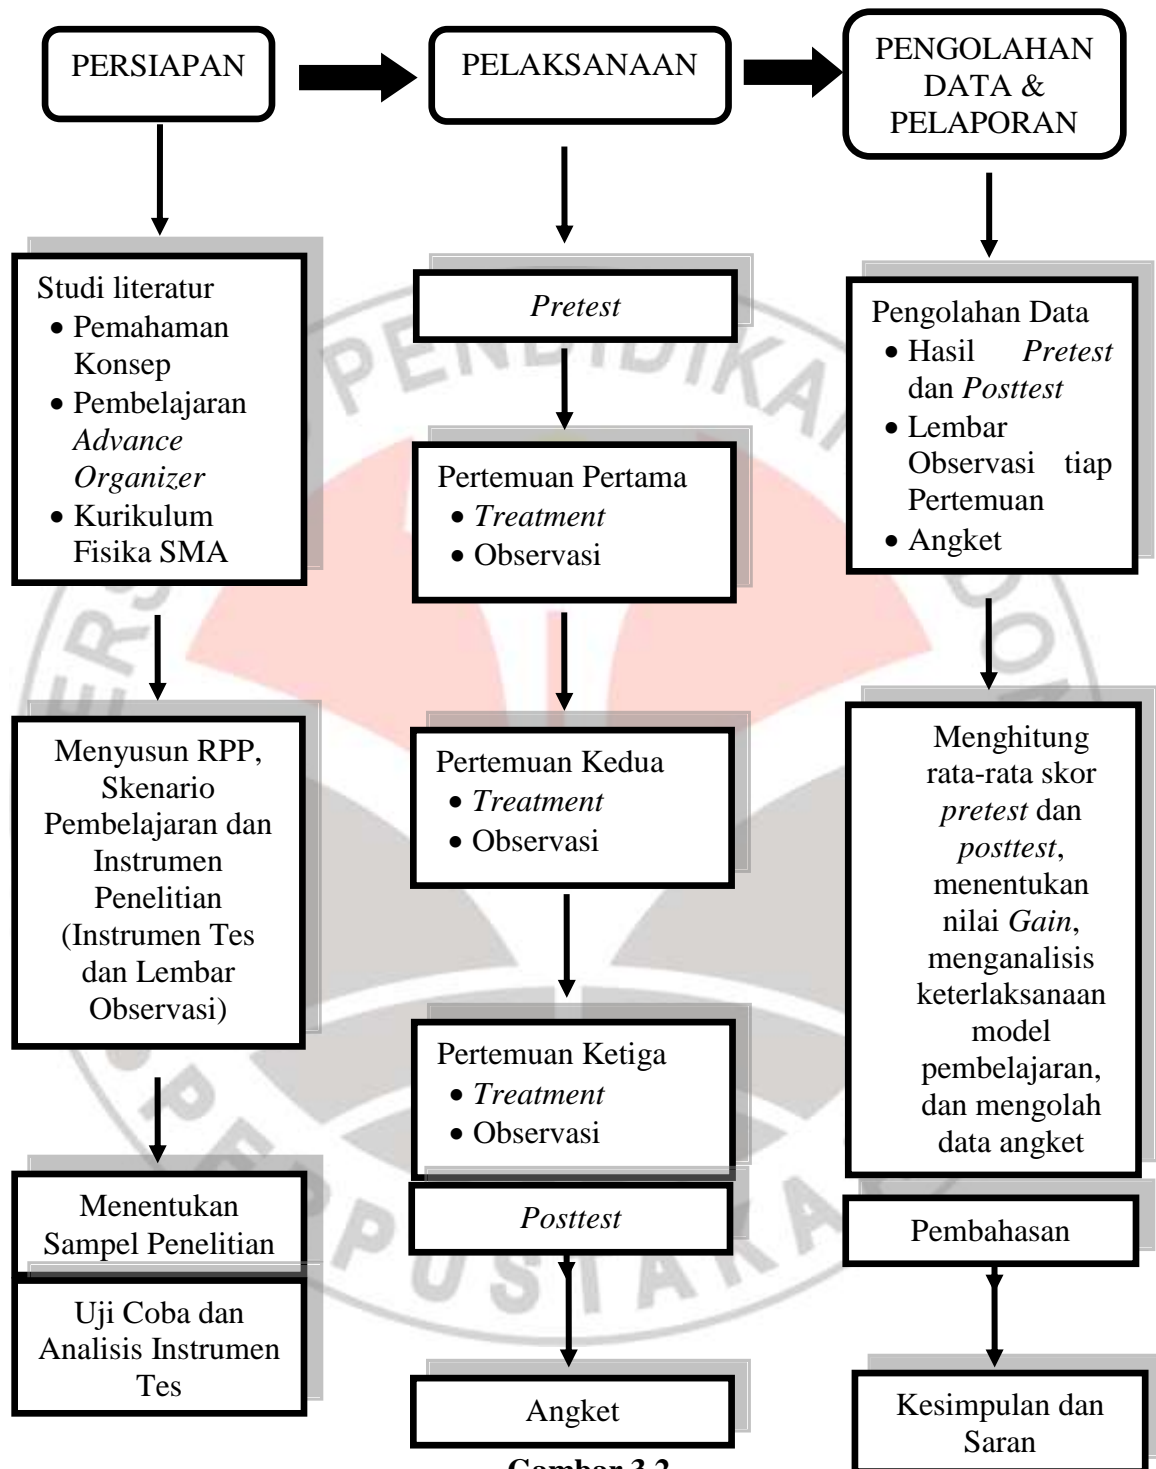 PERSIAPAN
PELAKSANAAN
PENGOLAHAN
DATA &
PELAPORAN
Studi literatur
• Pemahaman
Konsep
• Pembelajaran
Advance
Organizer
• Kurikulum
Fisika SMA
Menyusun RPP,
Skenario
Pembelajaran dan
Instrumen
Penelitian
(Instrumen Tes
dan Lembar
Observasi)
Menentukan
Sampel Penelitian
Uji Coba dan
Analisis Instrumen
Tes
Pretest
Pertemuan Pertama
• Treatment
• Observasi
Pertemuan Kedua
• Treatment
• Observasi
Pertemuan Ketiga
• Treatment
• Observasi
Posttest
Angket
Pengolahan Data
• Hasil Pretest
dan Posttest
• Lembar
Observasi tiap
Pertemuan
• Angket
Menghitung
rata-rata skor
pretest dan
posttest,
menentukan
nilai Gain,
menganalisis
keterlaksanaan
model
pembelajaran,
dan mengolah
data angket
Pembahasan
Kesimpulan dan
Saran
Gambar 3.2
PENDIDIKAN
PERPUSTAKAAN